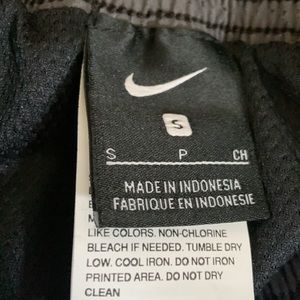 S
S P CH
MADE IN INDONESIA
FABRIQUE EN INDONESIE
LIKE COLORS. NON-CHLORINE
BLEACH IF NEEDED. TUMBLE DRY
LOW. COOL IRON. DO NOT IRON
PRINTED AREA. DO NOT DRY
CLEAN